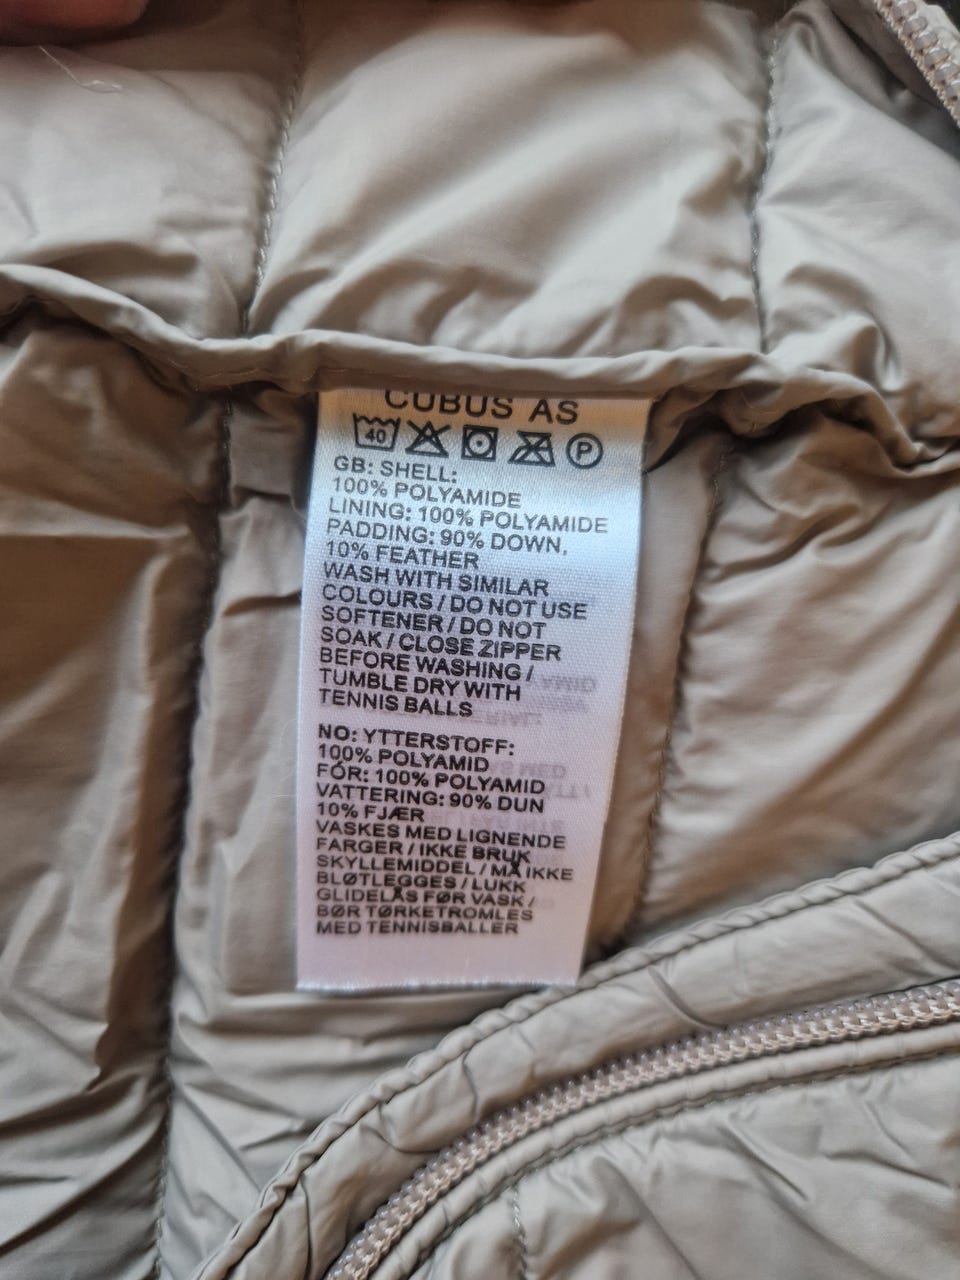 CUBUS AS
40 P
GB: SHELL:
100% POLYAMIDE
LINING: 100% POLYAMIDE
PADDING: 90% DOWN,
10% FEATHER
WASH WITH SIMILAR
COLOURS / DO NOT USE
SOFTENER / DO NOT
SOAK / CLOSE ZIPPER
BEFORE WASHING /
TUMBLE DRY WITH
TENNIS BALLS
NO: YTTERSTOFF:
100% POLYAMID
FÓR: 100% POLYAMID
VATTERING: 90% DUN
10% FJÆR
VASKES MED LIGNENDE
FARGER / IKKE BRUK
SKYLLEMIDDEL / MÅ IKKE
BLØTLEGGES / LUKK
GLIDELÅS FØR VASK /
BØR TØRKETROMLES
MED TENNISBALLER